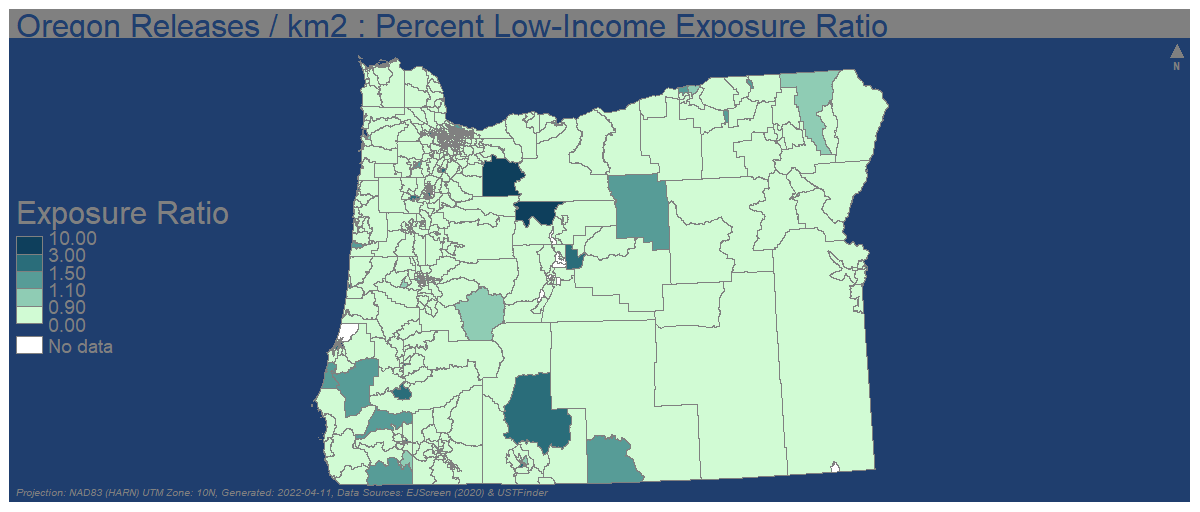 Oregon Releases / km2 : Percent Low-Income Exposure Ratio
N
Exposure Ratio
10.00
3.00
1.50
1.10
0.90
0.00
No data
Projection: NAD83 (HARN) UTM Zone: 10N, Generated: 2022-04-11, Data Sources: EJScreen (2020) & USTFinder